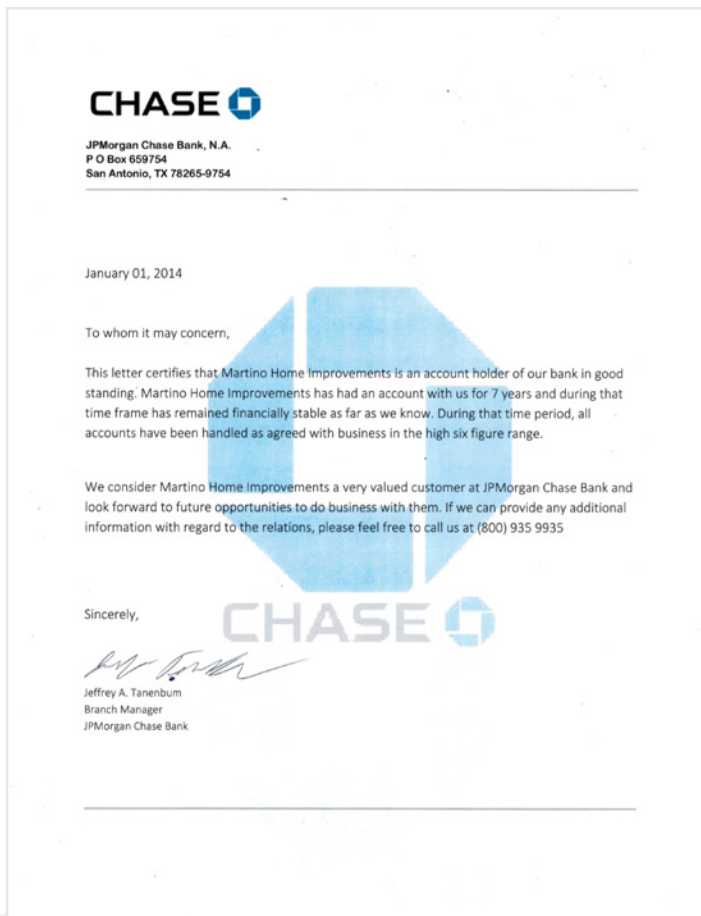 CHASE
JPMorgan Chase Bank, N.A.
P O Box 659754
San Antonio, TX 78265-9754
January 01, 2014
To whom it may concern,
This letter certifies that Martino Home Improvements is an account holder of our bank in good
standing. Martino Home Improvements has had an account with us for 7 years and during that
time frame has remained financially stable as far as we know. During that time period, all
accounts have been handled as agreed with business in the high six figure range.
We consider Martino Home Improvements a very valued customer at JPMorgan Chase Bank and
look forward to future opportunities to do business with them. If we can provide any additional
information with regard to the relations, please feel free to call us at (800) 935 9935
Sincerely,
CHASE
Jeffrey A. Tanenbum
Branch Manager
JPMorgan Chase Bank